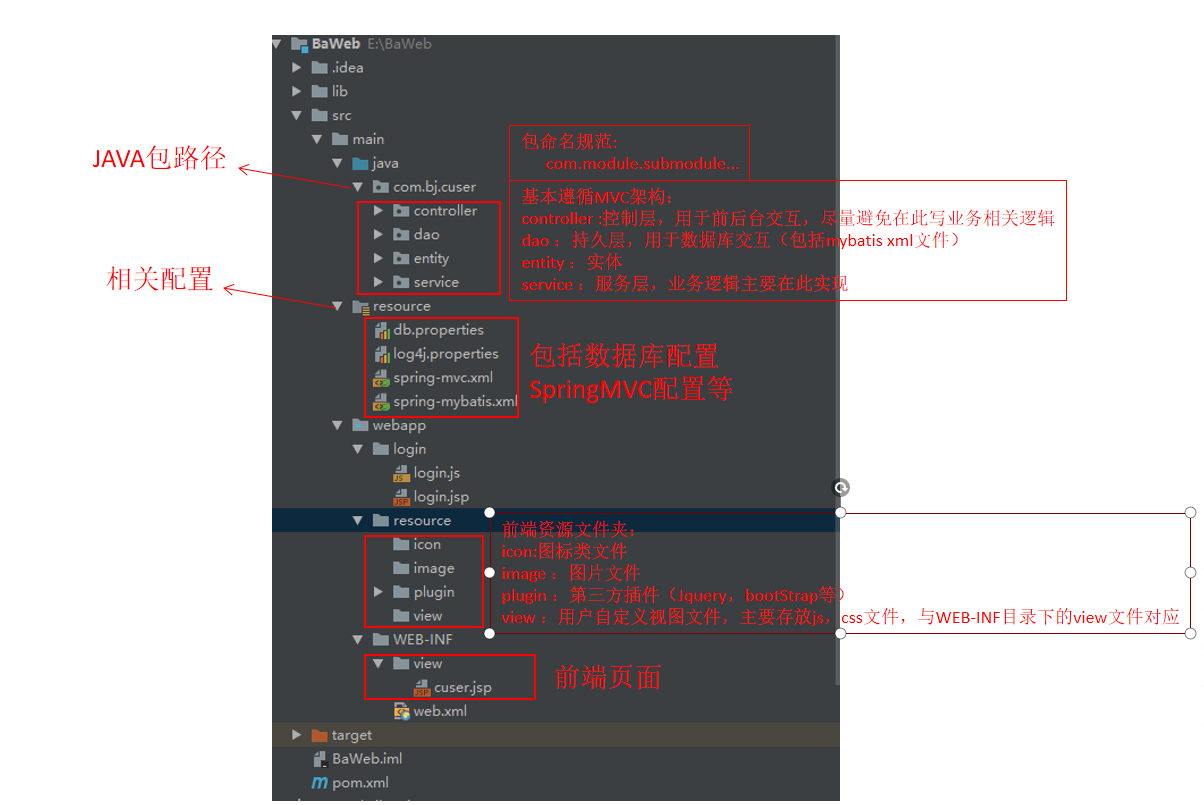 BaWeb E:\BaWeb
.idea
lib
src
main
java
com.bj.cuser
controller
dao
entity
service
resource
db.properties
log4j.properties
spring-mvc.xml
spring-mybatis.xml
webapp
login
login.js
login.jsp
resource
icon
image
plugin
view
WEB-INF
view
cuser.jsp
web.xml
target
BaWeb.iml
pom.xml
JAVA包路径
相关配置
包命名规范:
com.module.submodule...
基本遵循MVC架构:
controller :控制层，用于前后台交互，尽量避免在此写业务相关逻辑
dao ：持久层，用于数据库交互（包括mybatis xml文件）
entity ：实体
service ：服务层，业务逻辑主要在此实现
包括数据库配置
SpringMVC配置等
前端资源文件夹:
icon:图标类文件
image ：图片文件
plugin ：第三方插件（Jquery，bootStrap等）
view ：用户自定义视图文件，主要存放js，css文件，与WEB-INF目录下的view文件对应
前端页面